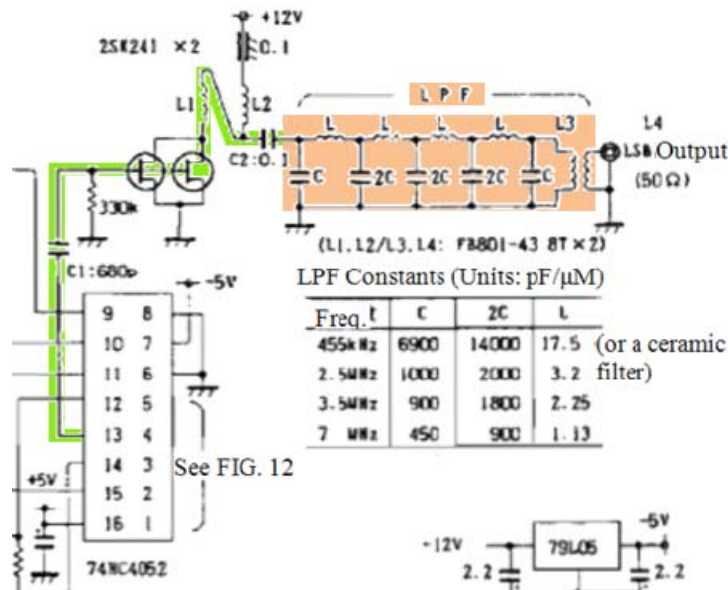 +12V
2SK241 ×2
0.1
L1
L2
L P F
L L L L
L3
L4
C2:0.1
C 2C 2C 2C C
LSB/Output
(50Ω)
330k
(L1,L2/L3,L4: FB801-43 8T ×2)
C1:680p
-5V
LPF Constants (Units: pF/μM)
Freq. t C 2C L
455kHz 6900 14000 17.5 (or a ceramic
filter)
2.5MHz 1000 2000 3.2
3.5MHz 900 1800 2.25
7 MHz 450 900 1.13
9 8
10 7
11 6
12 5
13 4
14 3
15 2
16 1
See FIG. 12
+5V
74HC4052
-12V
79L05
-5V
2.2
2.2